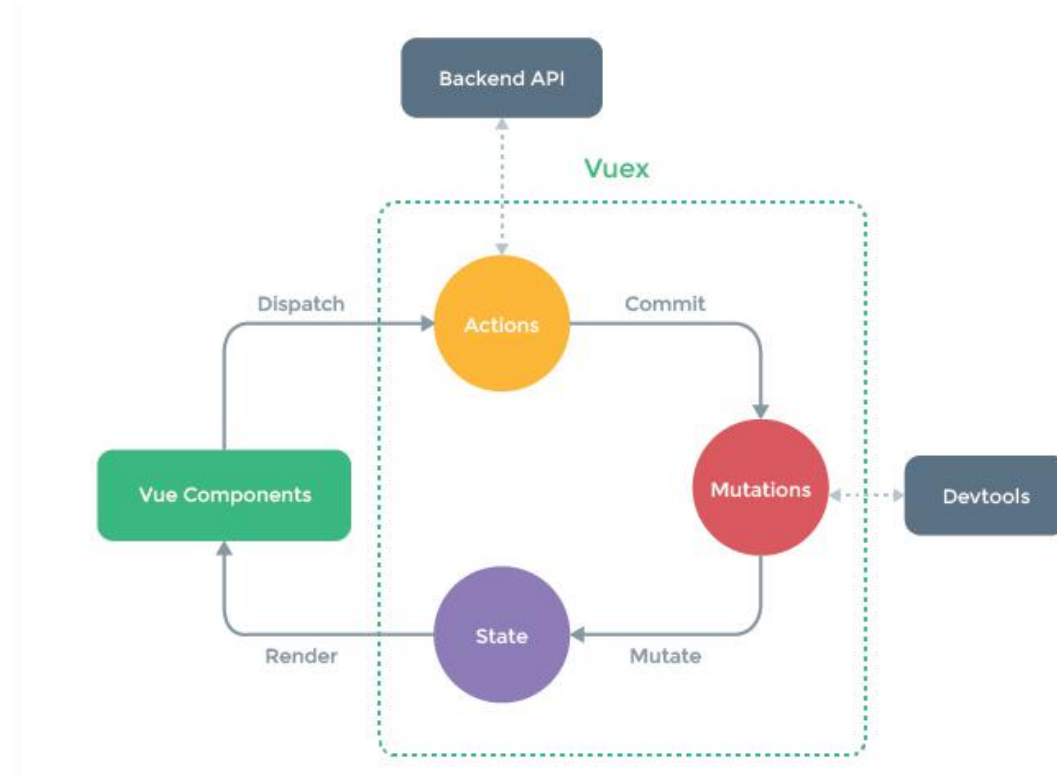 Backend API
Vuex
Dispatch
Commit
Actions
Vue Components
Mutations
Devtools
State
Render
Mutate